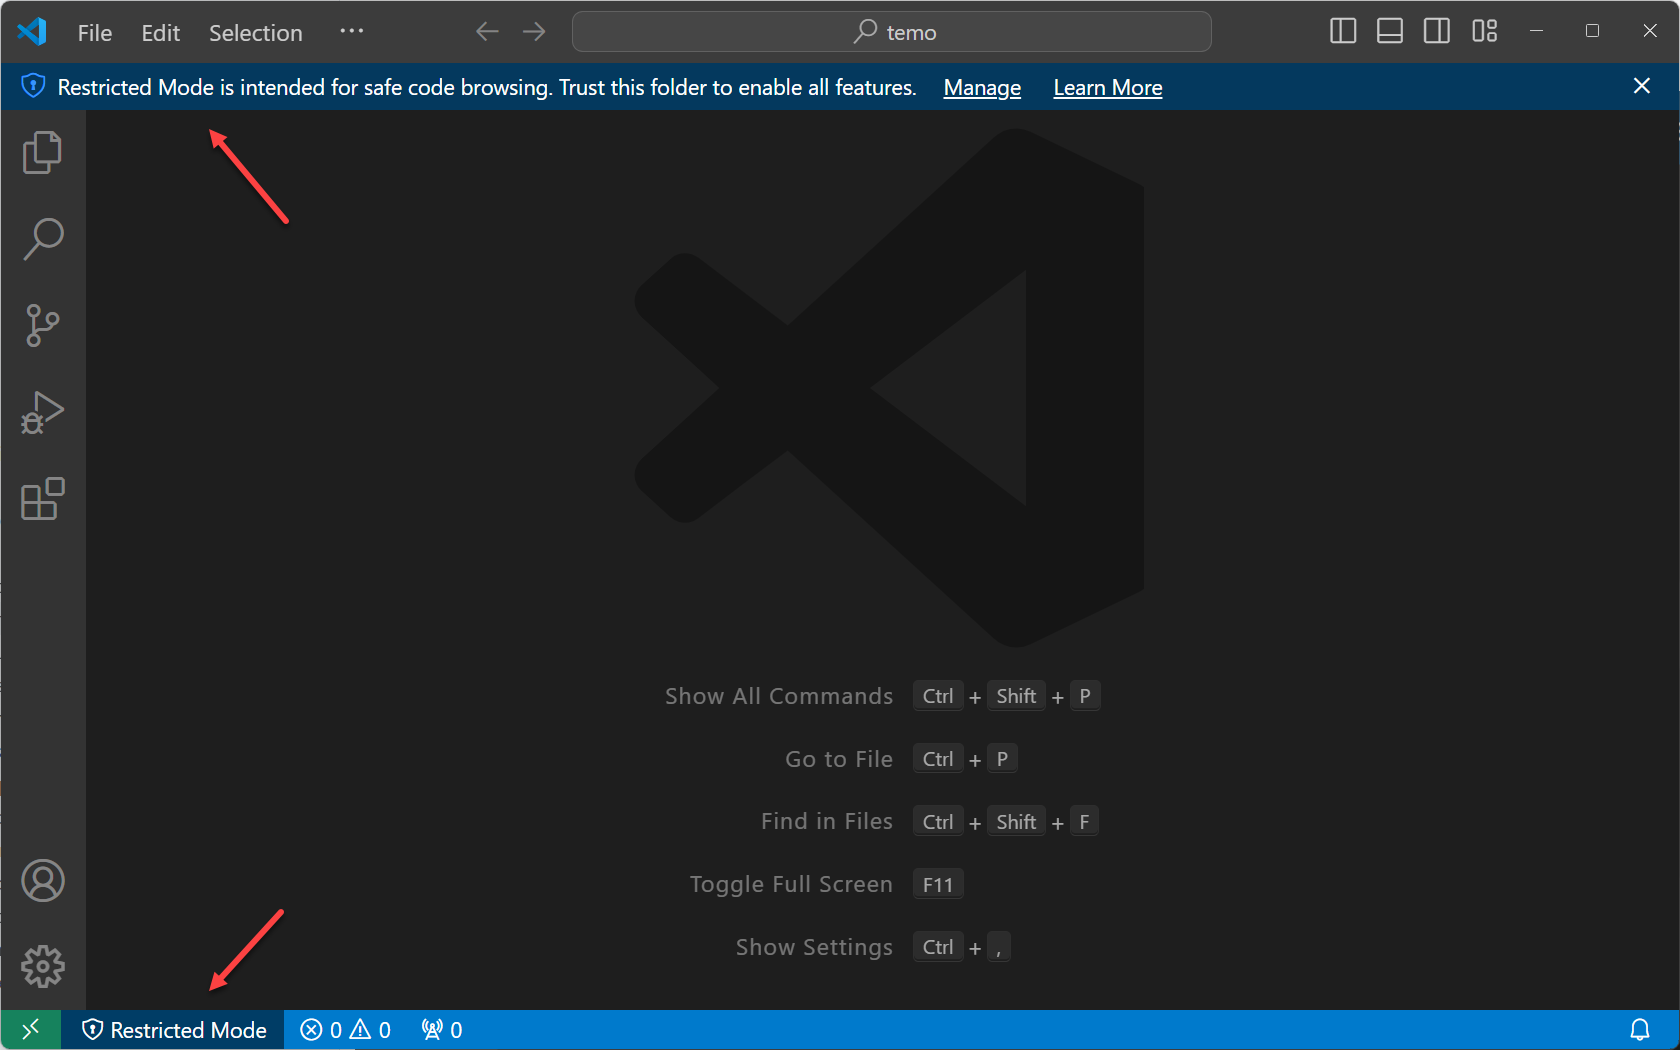 File Edit Selection ··· temo
Restricted Mode is intended for safe code browsing. Trust this folder to enable all features. Manage Learn More
Show All Commands Ctrl + Shift + P
Go to File Ctrl + P
Find in Files Ctrl + Shift + F
Toggle Full Screen F11
Show Settings Ctrl + ,
Restricted Mode 0 0 0